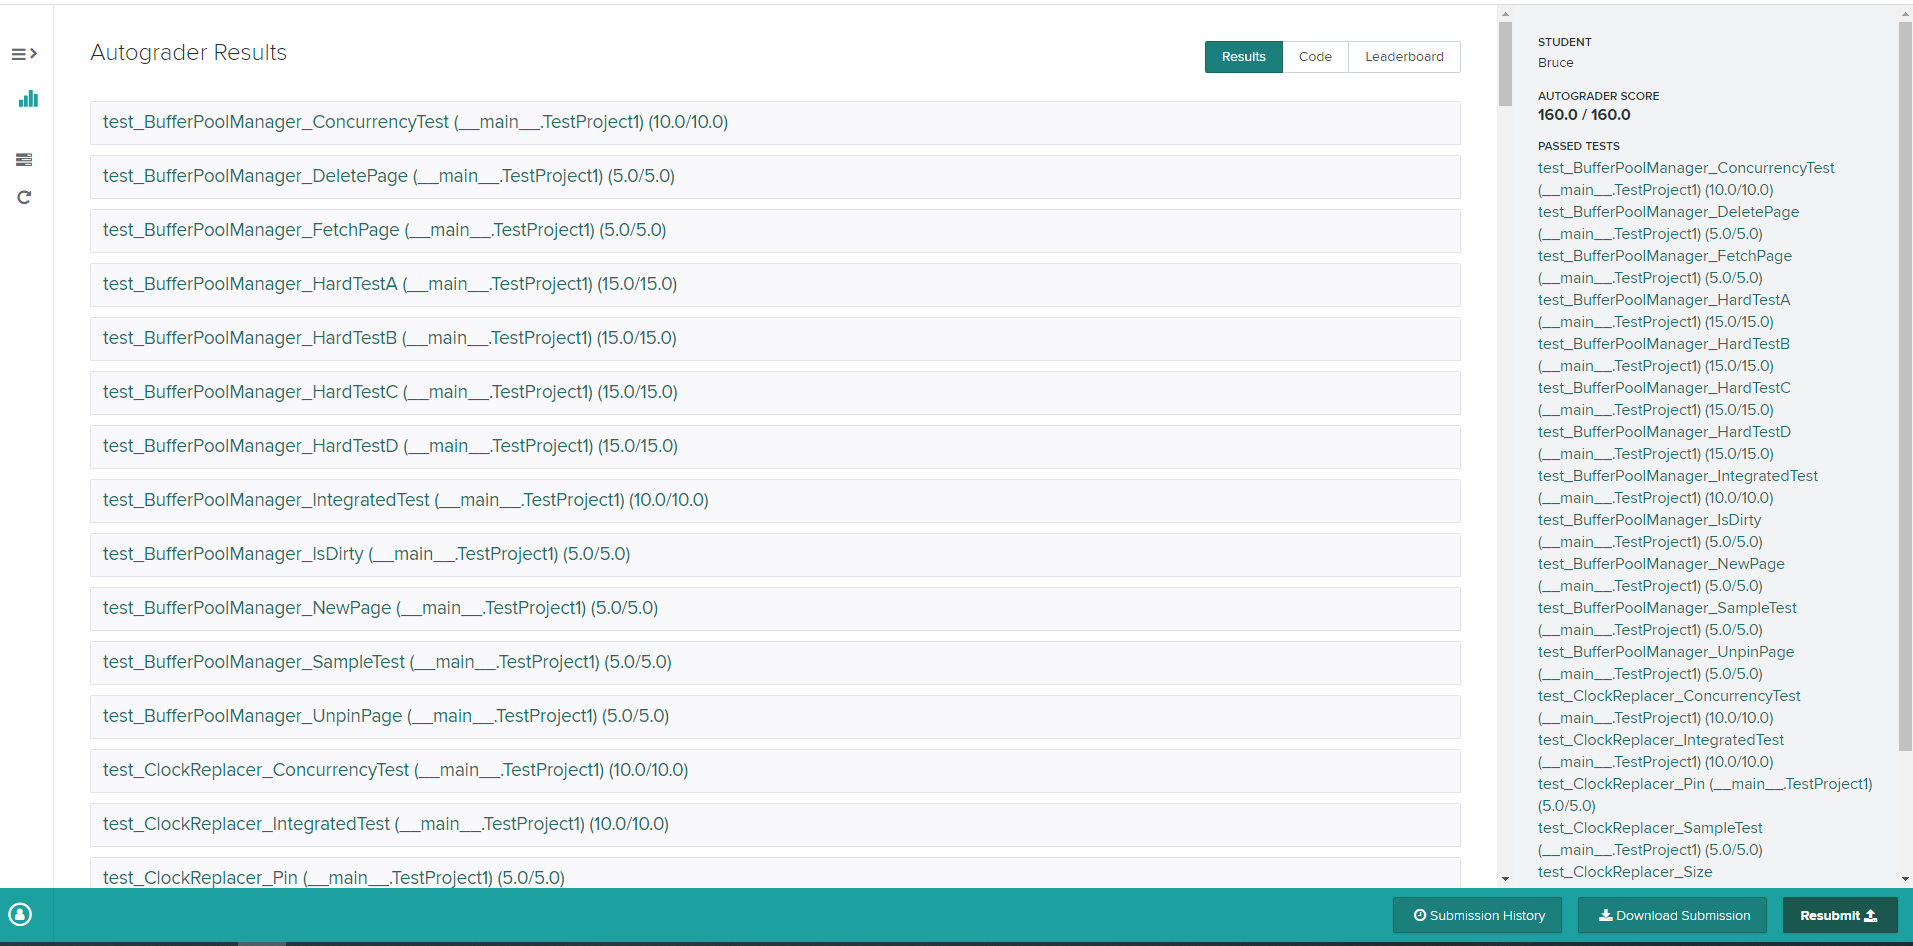 Autograder Results
Results
Code
Leaderboard
test_BufferPoolManager_ConcurrencyTest (__main__.TestProject1) (10.0/10.0)
test_BufferPoolManager_DeletePage (__main__.TestProject1) (5.0/5.0)
test_BufferPoolManager_FetchPage (__main__.TestProject1) (5.0/5.0)
test_BufferPoolManager_HardTestA (__main__.TestProject1) (15.0/15.0)
test_BufferPoolManager_HardTestB (__main__.TestProject1) (15.0/15.0)
test_BufferPoolManager_HardTestC (__main__.TestProject1) (15.0/15.0)
test_BufferPoolManager_HardTestD (__main__.TestProject1) (15.0/15.0)
test_BufferPoolManager_IntegratedTest (__main__.TestProject1) (10.0/10.0)
test_BufferPoolManager_IsDirty (__main__.TestProject1) (5.0/5.0)
test_BufferPoolManager_NewPage (__main__.TestProject1) (5.0/5.0)
test_BufferPoolManager_SampleTest (__main__.TestProject1) (5.0/5.0)
test_BufferPoolManager_UnpinPage (__main__.TestProject1) (5.0/5.0)
test_ClockReplacer_ConcurrencyTest (__main__.TestProject1) (10.0/10.0)
test_ClockReplacer_IntegratedTest (__main__.TestProject1) (10.0/10.0)
test_ClockReplacer_Pin (__main__.TestProject1) (5.0/5.0)
STUDENT
Bruce
AUTOGRADER SCORE
160.0 / 160.0
PASSED TESTS
test_BufferPoolManager_ConcurrencyTest
(__main__.TestProject1) (10.0/10.0)
test_BufferPoolManager_DeletePage
(__main__.TestProject1) (5.0/5.0)
test_BufferPoolManager_FetchPage
(__main__.TestProject1) (5.0/5.0)
test_BufferPoolManager_HardTestA
(__main__.TestProject1) (15.0/15.0)
test_BufferPoolManager_HardTestB
(__main__.TestProject1) (15.0/15.0)
test_BufferPoolManager_HardTestC
(__main__.TestProject1) (15.0/15.0)
test_BufferPoolManager_HardTestD
(__main__.TestProject1) (15.0/15.0)
test_BufferPoolManager_IntegratedTest
(__main__.TestProject1) (10.0/10.0)
test_BufferPoolManager_IsDirty
(__main__.TestProject1) (5.0/5.0)
test_BufferPoolManager_NewPage
(__main__.TestProject1) (5.0/5.0)
test_BufferPoolManager_SampleTest
(__main__.TestProject1) (5.0/5.0)
test_BufferPoolManager_UnpinPage
(__main__.TestProject1) (5.0/5.0)
test_ClockReplacer_ConcurrencyTest
(__main__.TestProject1) (10.0/10.0)
test_ClockReplacer_IntegratedTest
(__main__.TestProject1) (10.0/10.0)
test_ClockReplacer_Pin (__main__.TestProject1)
(5.0/5.0)
test_ClockReplacer_SampleTest
(__main__.TestProject1) (5.0/5.0)
test_ClockReplacer_Size
Submission History
Download Submission
Resubmit